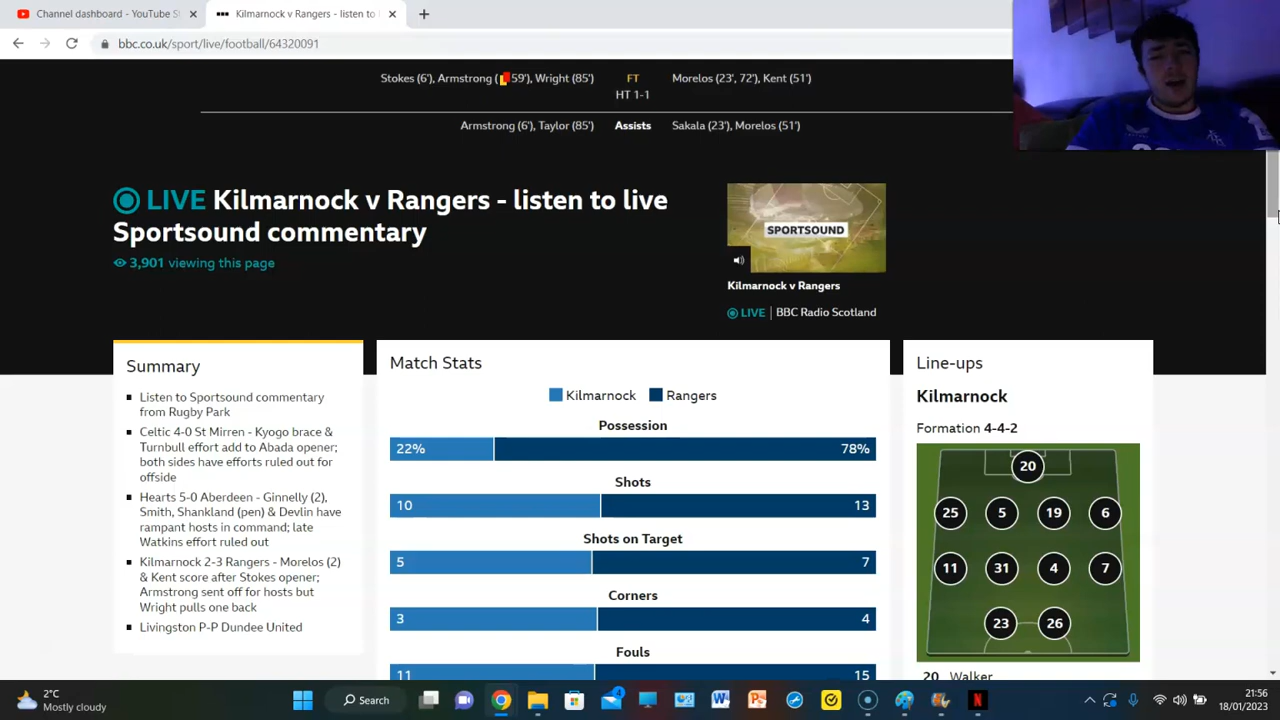 Channel dashboard - YouTube S
Kilmarnock v Rangers - listen to l
bbc.co.uk/sport/live/football/64320091
Stokes (6'), Armstrong (59'), Wright (85')
FT
Morelos (23', 72'), Kent (51')
HT 1-1
Armstrong (6'), Taylor (85')
Assists
Sakala (23'), Morelos (51')
LIVE Kilmarnock v Rangers - listen to live
Sportsound commentary
3,901 viewing this page
SPORTSOUND
Kilmarnock v Rangers
LIVE | BBC Radio Scotland
Summary
Listen to Sportsound commentary
from Rugby Park
Celtic 4-0 St Mirren - Kyogo brace &
Turnbull effort add to Abada opener;
both sides have efforts ruled out for
offside
Hearts 5-0 Aberdeen - Ginnelly (2),
Smith, Shankland (pen) & Devlin have
rampant hosts in command; late
Watkins effort ruled out
Kilmarnock 2-3 Rangers - Morelos (2)
& Kent score after Stokes opener;
Armstrong sent off for hosts but
Wright pulls one back
Livingston P-P Dundee United
Match Stats
Kilmarnock Rangers
Possession
22% 78%
Shots
10 13
Shots on Target
5 7
Corners
3 4
Fouls
11 15
Line-ups
Kilmarnock
Formation 4-4-2
20
25 5 19 6
11 31 4 7
23 26
20 Walker
2°C
Mostly cloudy
Search
4
21:56
18/01/2023